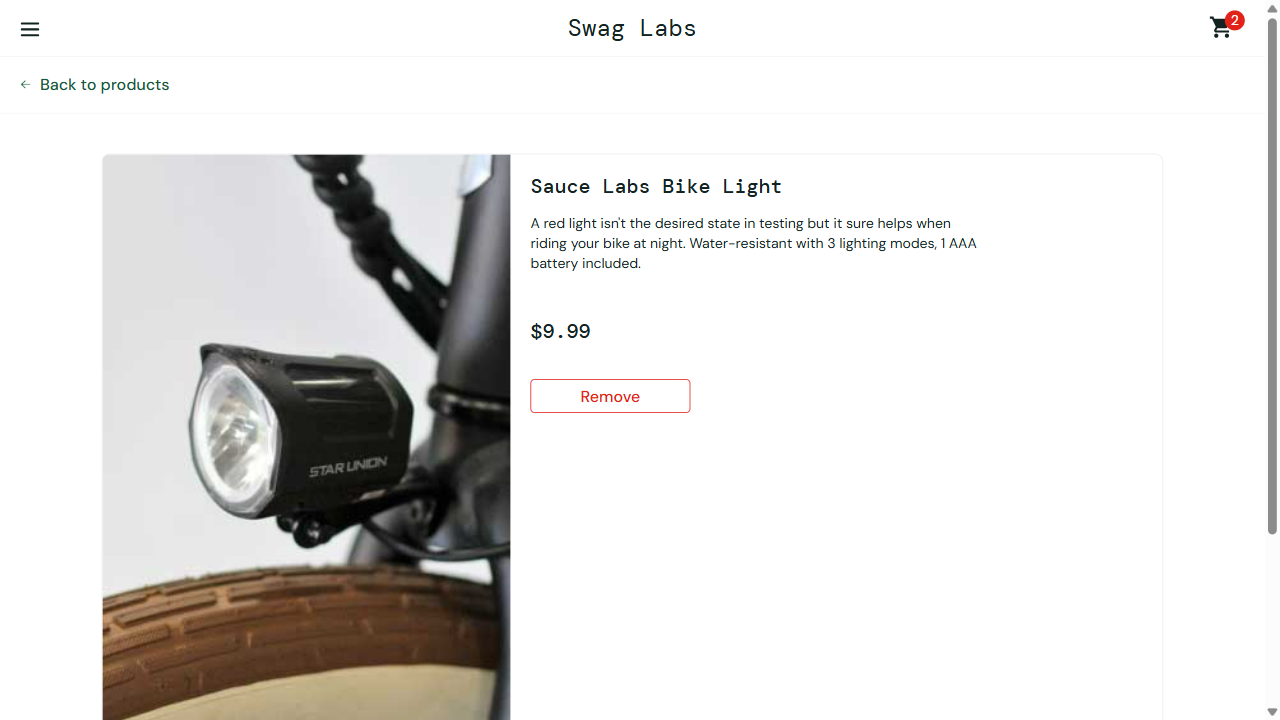 Swag Labs
2
Back to products
Sauce Labs Bike Light
A red light isn't the desired state in testing but it sure helps when
riding your bike at night. Water-resistant with 3 lighting modes, 1 AAA
battery included.
$9.99
Remove
STAR UNION